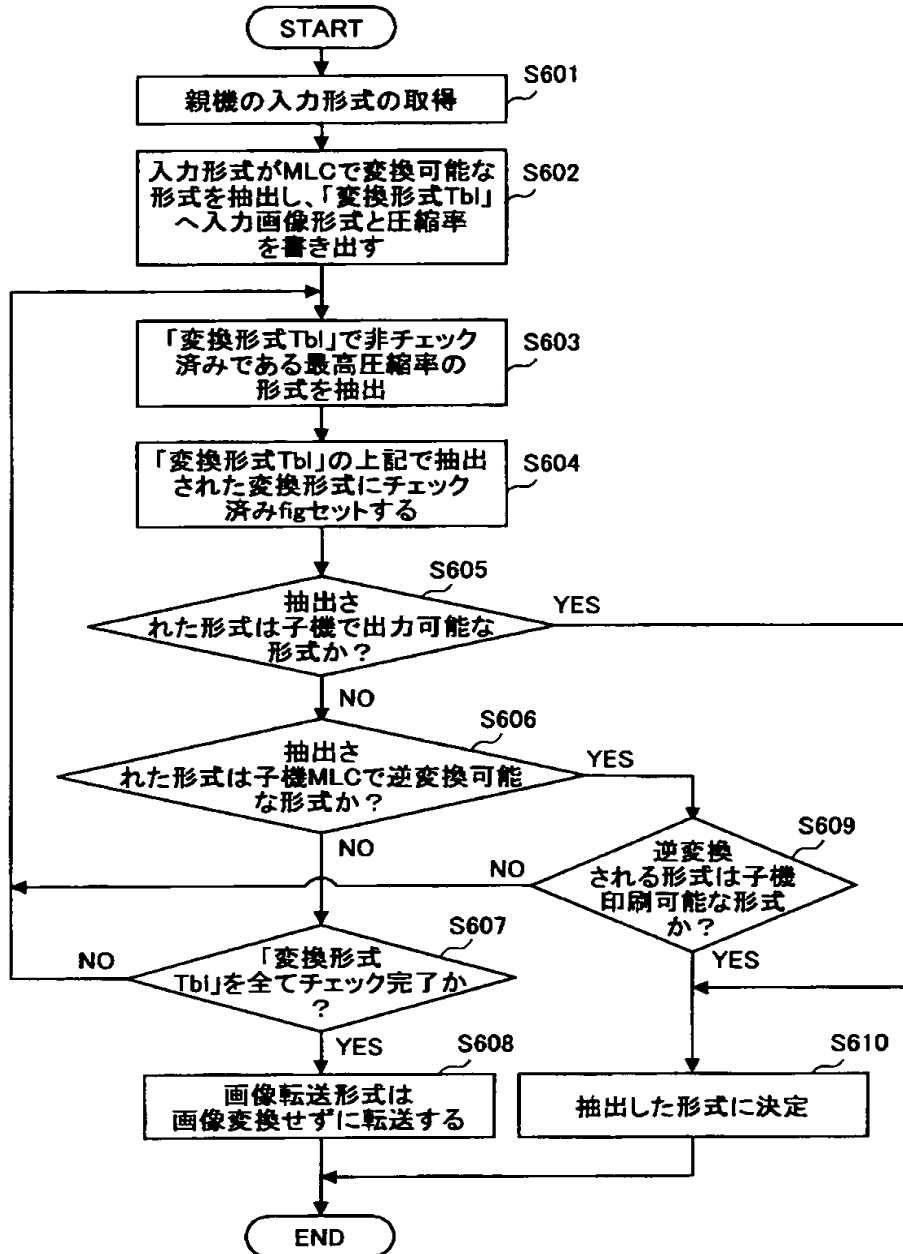 START
S601
親機の入力形式の取得
S602
入力形式がMLCで変換可能な
形式を抽出し、「変換形式Tbl」
へ入力画像形式と圧縮率
を書き出す
S603
「変換形式Tbl」で非チェック
済みである最高圧縮率の
形式を抽出
S604
「変換形式Tbl」の上記で抽出
された変換形式にチェック
済みfigセットする
S605
抽出さ
れた形式は子機で出力可能な
形式か？
YES
NO
S606
抽出さ
れた形式は子機MLCで逆変換可能
な形式か？
YES
NO
S609
逆変換
される形式は子機
印刷可能な形式
か？
NO
YES
S607
「変換形式
Tbl」を全てチェック完了か
？
NO
YES
S608
画像転送形式は
画像変換せずに転送する
S610
抽出した形式に決定
END